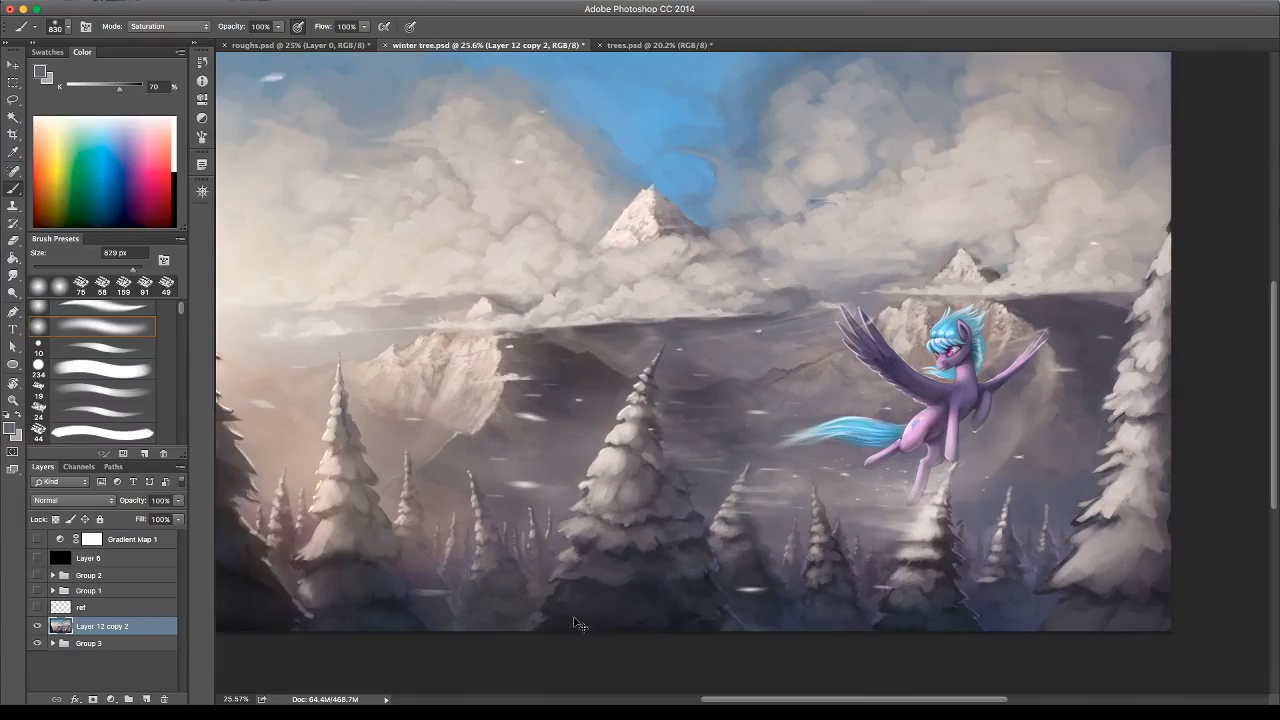 Adobe Photoshop CC 2014
830 Mode: Saturation Opacity: 100% Flow: 100%
Swatches Color
× roughs.psd @ 25% (Layer 0, RGB/8) * × winter tree.psd @ 25.6% (Layer 12 copy 2, RGB/8) * × trees.psd @ 20.2% (RGB/8) *
K 70 %
Brush Presets
Size: 829 px
75 58 159 91 49
10
234
19
24
44
Layers Channels Paths
Kind
Normal Opacity: 100%
Lock: Fill: 100%
Gradient Map 1
Layer 6
Group 2
Group 1
ref
Layer 12 copy 2
Group 3
fx
25.57% Doc: 64.4M/468.7M